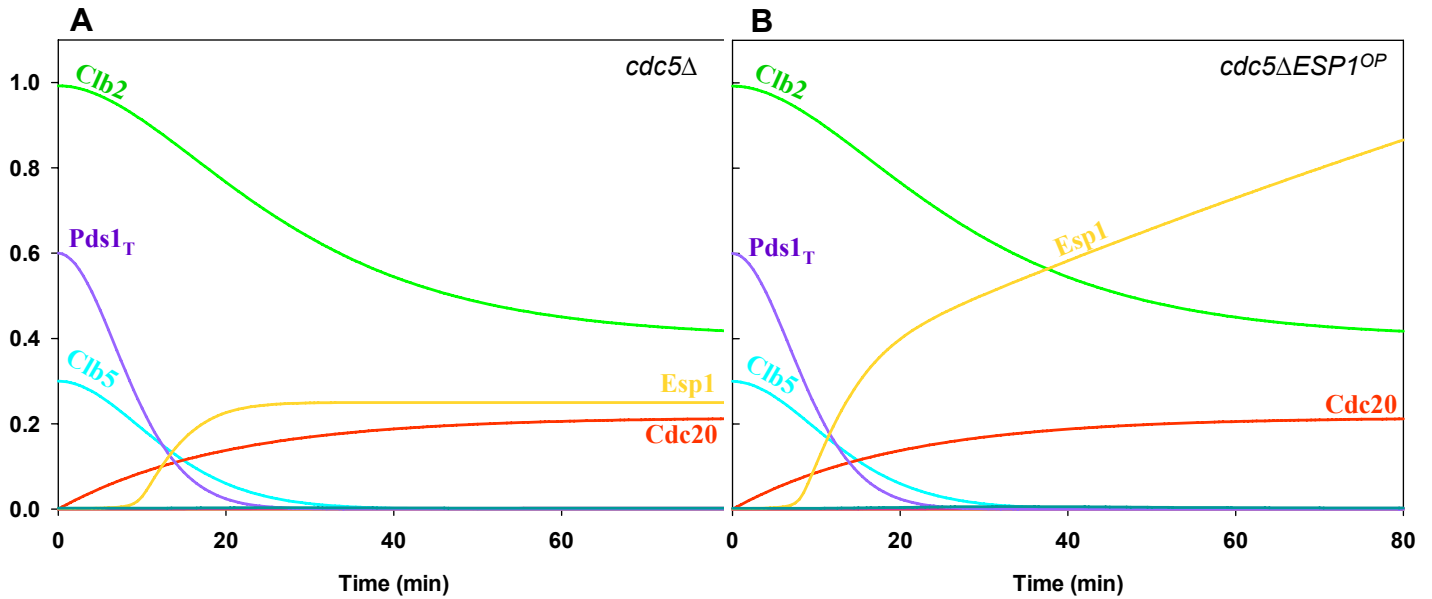 A
B
cdc5Δ
cdc5ΔESP1^OP
Clb2
Clb2
1.0
0.8
Pds1_T
Pds1_T
Esp1
0.6
0.4
Clb5
Clb5
Esp1
Cdc20
Cdc20
0.2
0.0
0 20 40 60
0 20 40 60 80
Time (min)
Time (min)